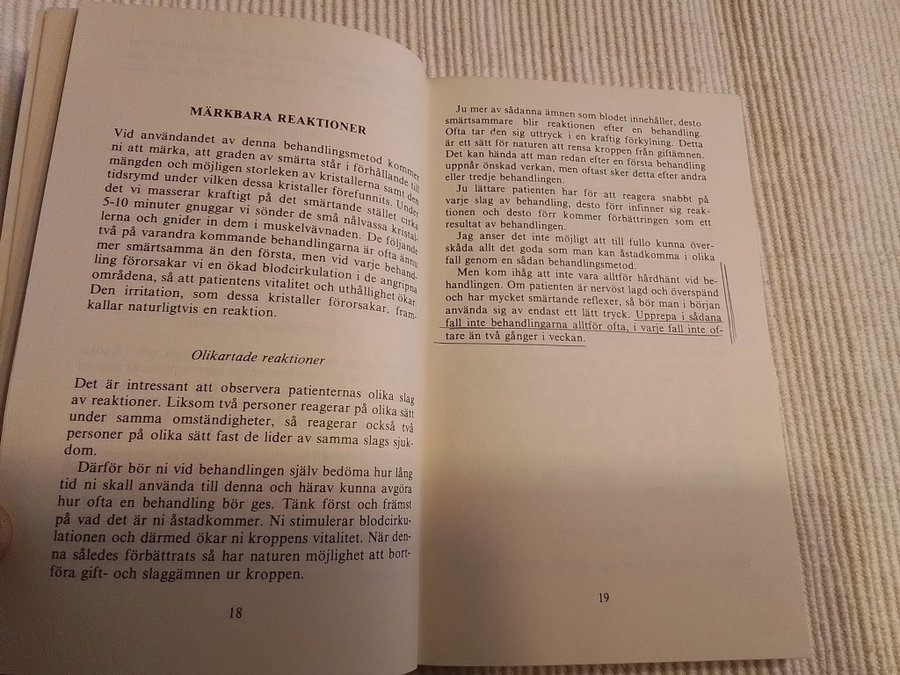 MÄRKBARA REAKTIONER
Vid användandet av denna behandlingsmetod kommer
ni att märka, att graden av smärta står i förhållande till
mängden och möjligen storleken av kristallerna samt den
tidsrymd under vilken dessa kristaller förefunnits. Under
det vi masserar kraftigt på det smärtande stället cirka
5-10 minuter gnuggar vi sönder de små nålvassa kristal-
lerna och gnider in dem i muskelvävnaden. De följande
två på varandra kommande behandlingarna är ofta ännu
mer smärtsamma än den första, men vid varje behand-
ling förorsakar vi en ökad blodcirkulation i de angripna
områdena, så att patientens vitalitet och uthållighet ökar.
Den irritation, som dessa kristaller förorsakar, fram-
kallar naturligtvis en reaktion.
Olikartade reaktioner
Det är intressant att observera patienternas olika slag
av reaktioner. Liksom två personer reagerar på olika sätt
under samma omständigheter, så reagerar också två
personer på olika sätt fast de lider av samma slags sjuk-
dom.
Därför bör ni vid behandlingen själv bedöma hur lång
tid ni skall använda till denna och härav kunna avgöra
hur ofta en behandling bör ges. Tänk först och främst
på vad det är ni åstadkommer. Ni stimulerar blodcirku-
lationen och därmed ökar ni kroppens vitalitet. När den-
na således förbättrats så har naturen möjlighet att bort-
föra gift- och slaggämnen ur kroppen.
18
Ju mer av sådanna ämnen som blodet innehåller, desto
smärtsammare blir reaktionen efter en behandling.
Ofta tar den sig uttryck i en kraftig förkylning. Detta
är ett sätt för naturen att rensa kroppen från giftämnen.
Det kan hända att man redan efter en första behandling
uppnår önskad verkan, men oftast sker detta efter andra
eller tredje behandlingen.
Ju lättare patienten har för att reagera snabbt på
varje slag av behandling, desto förr infinner sig reak-
tionen och desto förr kommer förbättringen som ett
resultat av behandlingen.
Jag anser det inte möjligt att till fullo kunna över-
skåda allt det goda som man kan åstadkomma i olika
fall genom en sådan behandlingsmetod.
Men kom ihåg att inte vara alltför hårdhänt vid be-
handlingen. Om patienten är nervöst lagd och överspänd
och har mycket smärtande reflexer, så bör man i början
använda sig av endast ett lätt tryck. Upprepa i sådana
fall inte behandlingarna alltför ofta, i varje fall inte of-
tare än två gånger i veckan.
19